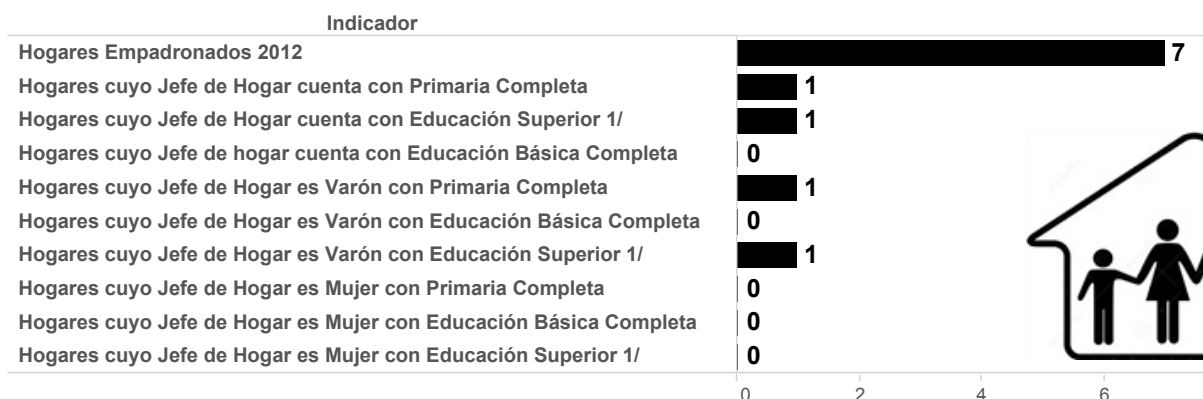 Indicador
Hogares Empadronados 2012 7
Hogares cuyo Jefe de Hogar cuenta con Primaria Completa 1
Hogares cuyo Jefe de Hogar cuenta con Educación Superior 1/ 1
Hogares cuyo Jefe de hogar cuenta con Educación Básica Completa 0
Hogares cuyo Jefe de Hogar es Varón con Primaria Completa 1
Hogares cuyo Jefe de Hogar es Varón con Educación Básica Completa 0
Hogares cuyo Jefe de Hogar es Varón con Educación Superior 1/ 1
Hogares cuyo Jefe de Hogar es Mujer con Primaria Completa 0
Hogares cuyo Jefe de Hogar es Mujer con Educación Básica Completa 0
Hogares cuyo Jefe de Hogar es Mujer con Educación Superior 1/ 0
0 2 4 6